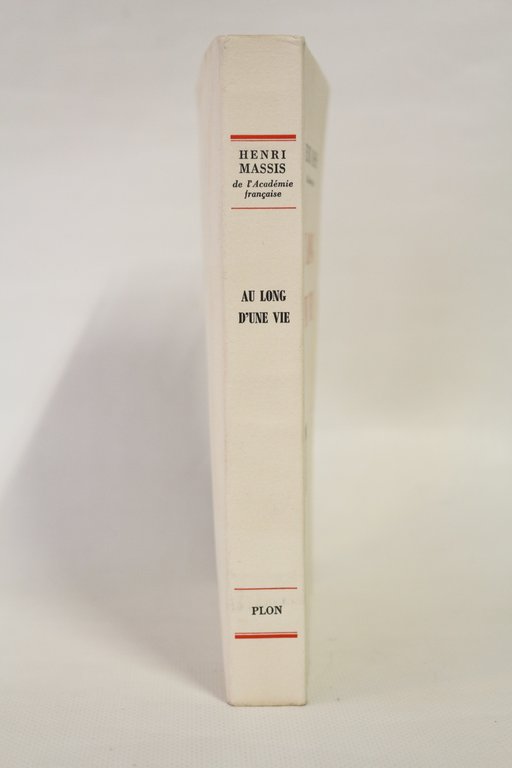 HENRI
MASSIS
de l'Académie
française
AU LONG
D'UNE VIE
PLON